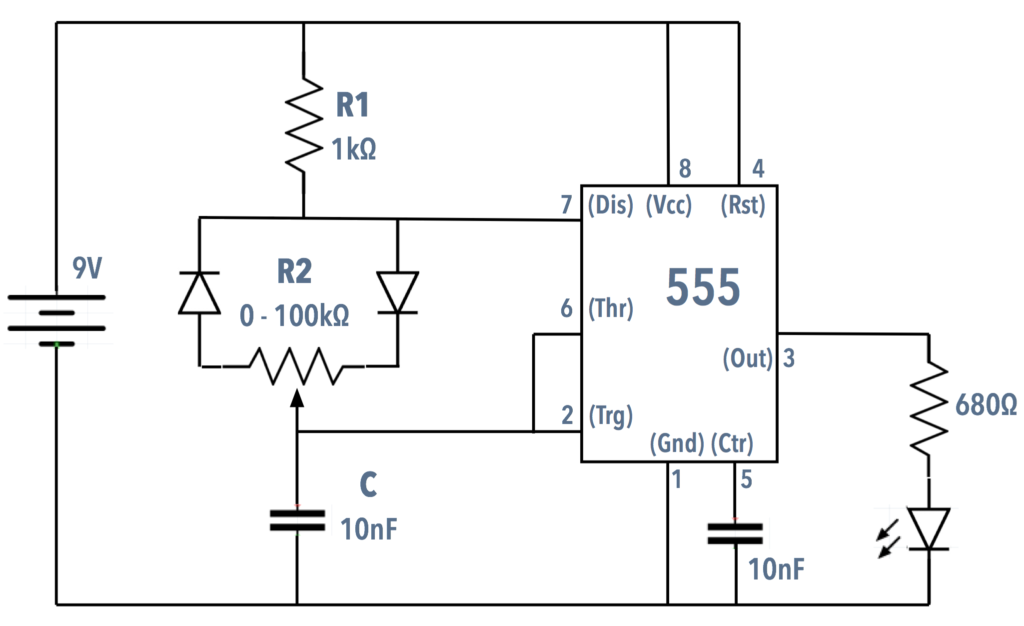 R1
1kΩ
8
4
7
(Dis)
(Vcc)
(Rst)
9V
R2
0 - 100kΩ
555
6
(Thr)
(Out)
3
680Ω
2
(Trg)
(Gnd)
(Ctr)
1
5
C
10nF
10nF